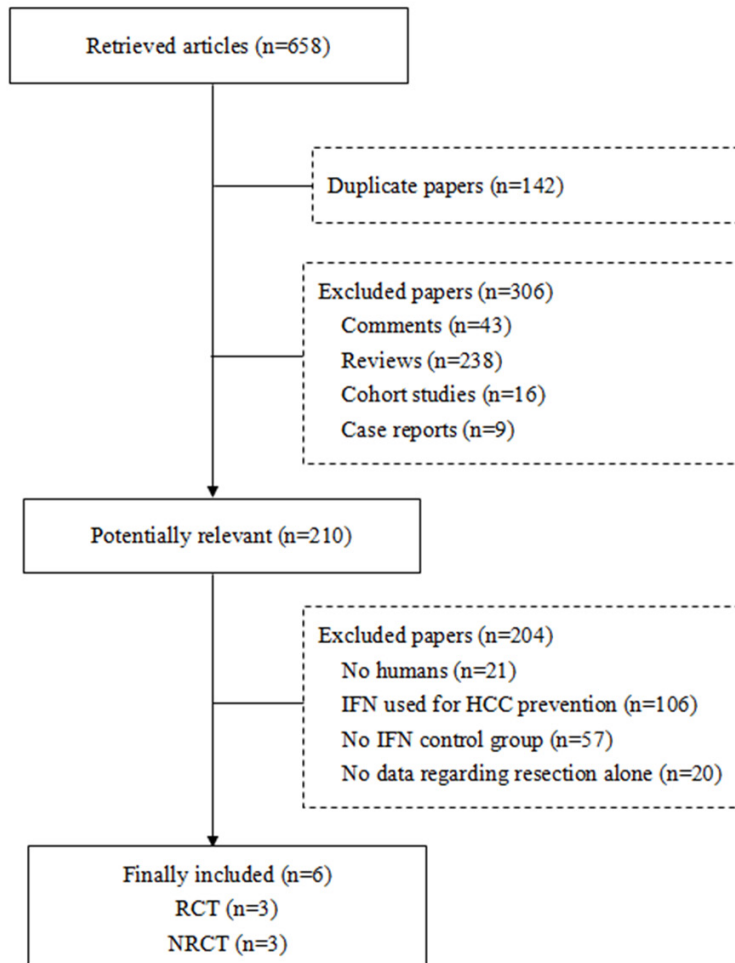 Retrieved articles (n=658)
Duplicate papers (n=142)
Excluded papers (n=306)
Comments (n=43)
Reviews (n=238)
Cohort studies (n=16)
Case reports (n=9)
Potentially relevant (n=210)
Excluded papers (n=204)
No humans (n=21)
IFN used for HCC prevention (n=106)
No IFN control group (n=57)
No data regarding resection alone (n=20)
Finally included (n=6)
RCT (n=3)
NRCT (n=3)